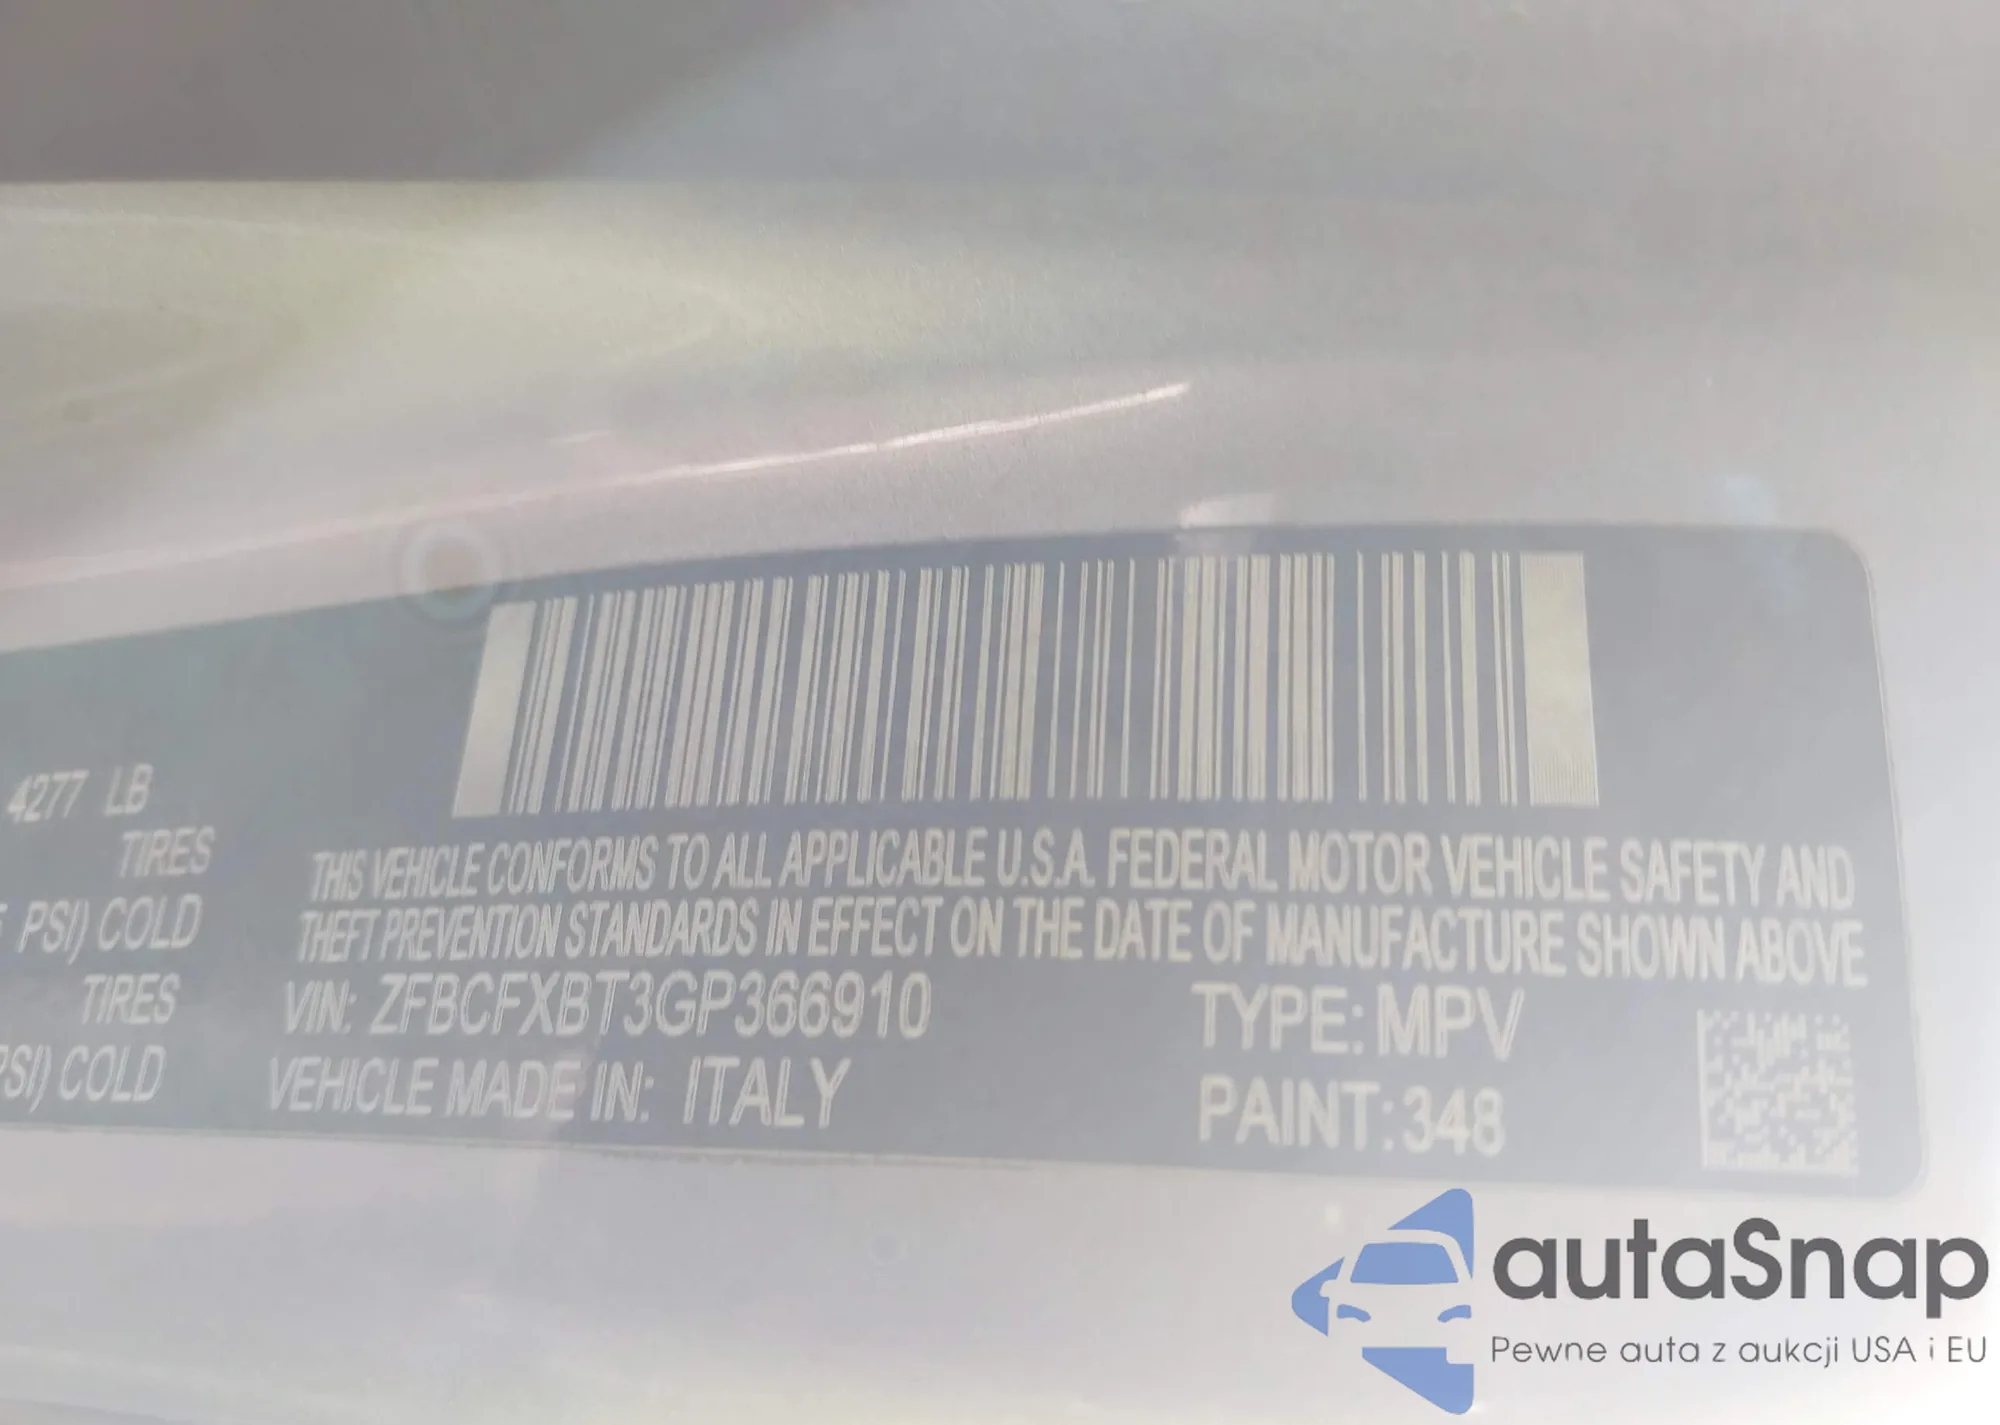 4277 LB
TIRES
PSI) COLD
TIRES
PSI) COLD
THIS VEHICLE CONFORMS TO ALL APPLICABLE U.S.A. FEDERAL MOTOR VEHICLE SAFETY AND
THEFT PREVENTION STANDARDS IN EFFECT ON THE DATE OF MANUFACTURE SHOWN ABOVE
VIN: ZFBCFXBT3GP366910
TYPE: MPV
VEHICLE MADE IN: ITALY
PAINT: 348
autaSnap
Pewne auta z aukcji USA i EU